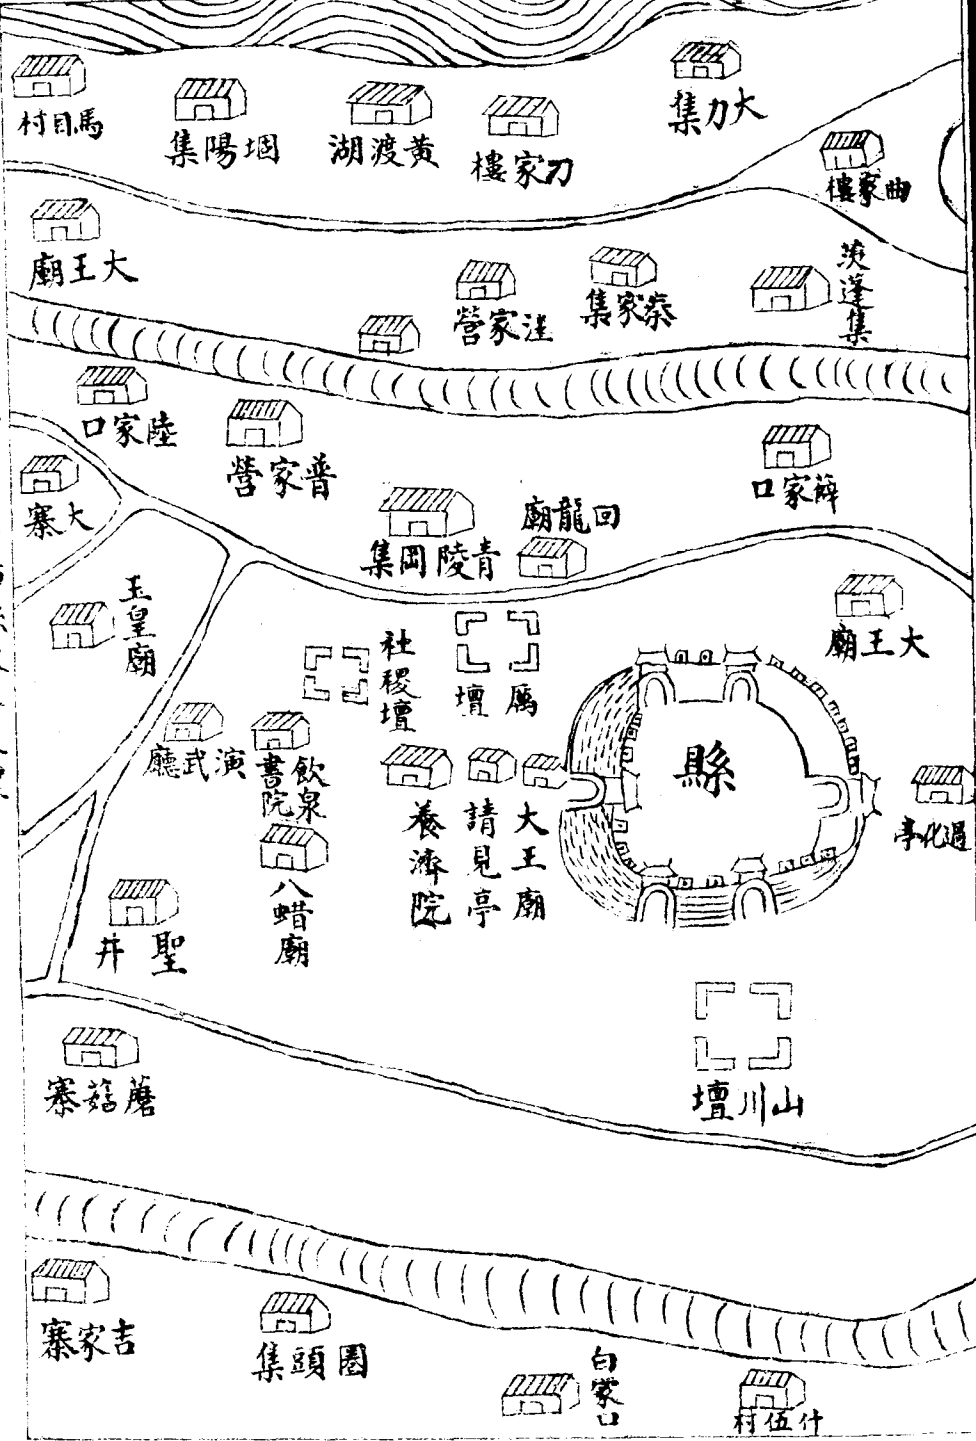 大力集
刀家樓
黃渡湖
堌陽集
馬目村
曲家樓
茨蓬集
秦家集
汪家營
大王廟
薛家口
回龍廟
青陵岡集
普家營
陸家口
大寨
玉皇廟
大王廟
厲壇
社稷壇
縣
過化亭
大王廟
請見亭
養濟院
飲泉書院
演武廳
八蜡廟
聖井
山川壇
蘑菇寨
圈頭集
吉家寨
什伍村
白家口